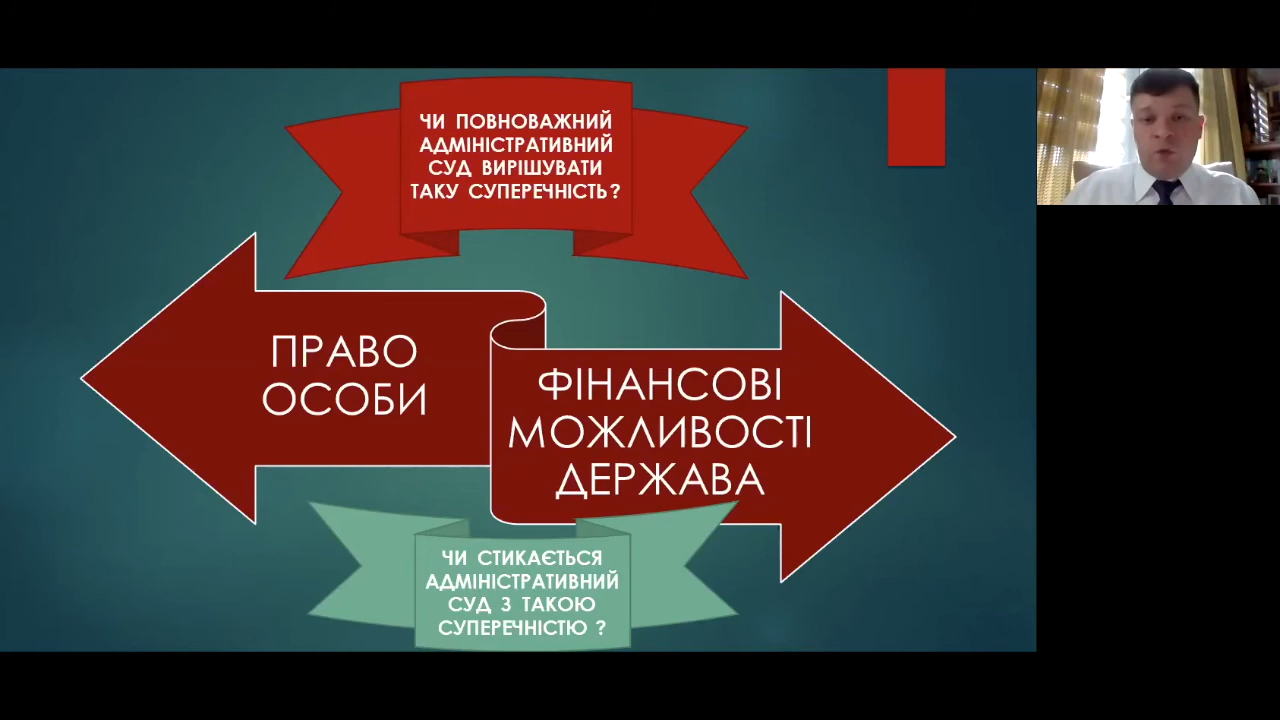 ЧИ ПОВНОВАЖНИЙ
АДМІНІСТРАТИВНИЙ
СУД ВИРІШУВАТИ
ТАКУ СУПЕРЕЧНІСТЬ?
ПРАВО
ОСОБИ
ФІНАНСОВІ
МОЖЛИВОСТІ
ДЕРЖАВА
ЧИ СТИКАЄТЬСЯ
АДМІНІСТРАТИВНИЙ
СУД З ТАКОЮ
СУПЕРЕЧНІСТЮ ?